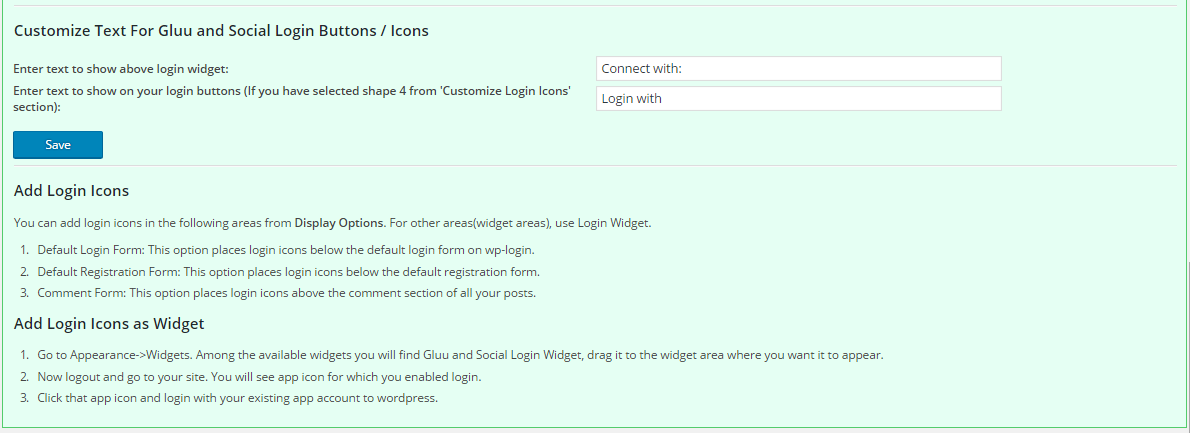 Customize Text For Gluu and Social Login Buttons / Icons
Enter text to show above login widget:
Connect with:
Enter text to show on your login buttons (If you have selected shape 4 from 'Customize Login Icons'
section):
Login with
Save
Add Login Icons
You can add login icons in the following areas from Display Options. For other areas(widget areas), use Login Widget.
1. Default Login Form: This option places login icons below the default login form on wp-login.
2. Default Registration Form: This option places login icons below the default registration form.
3. Comment Form: This option places login icons above the comment section of all your posts.
Add Login Icons as Widget
1. Go to Appearance->Widgets. Among the available widgets you will find Gluu and Social Login Widget, drag it to the widget area where you want it to appear.
2. Now logout and go to your site. You will see app icon for which you enabled login.
3. Click that app icon and login with your existing app account to wordpress.